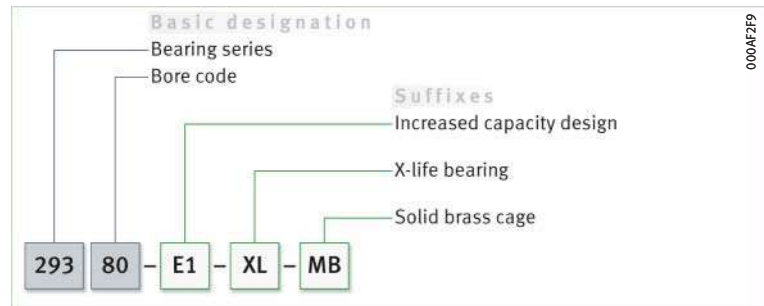 Basic designation
Bearing series
Bore code
Suffixes
Increased capacity design
X-life bearing
Solid brass cage
293 80 – E1 – XL – MB
000AF2F9